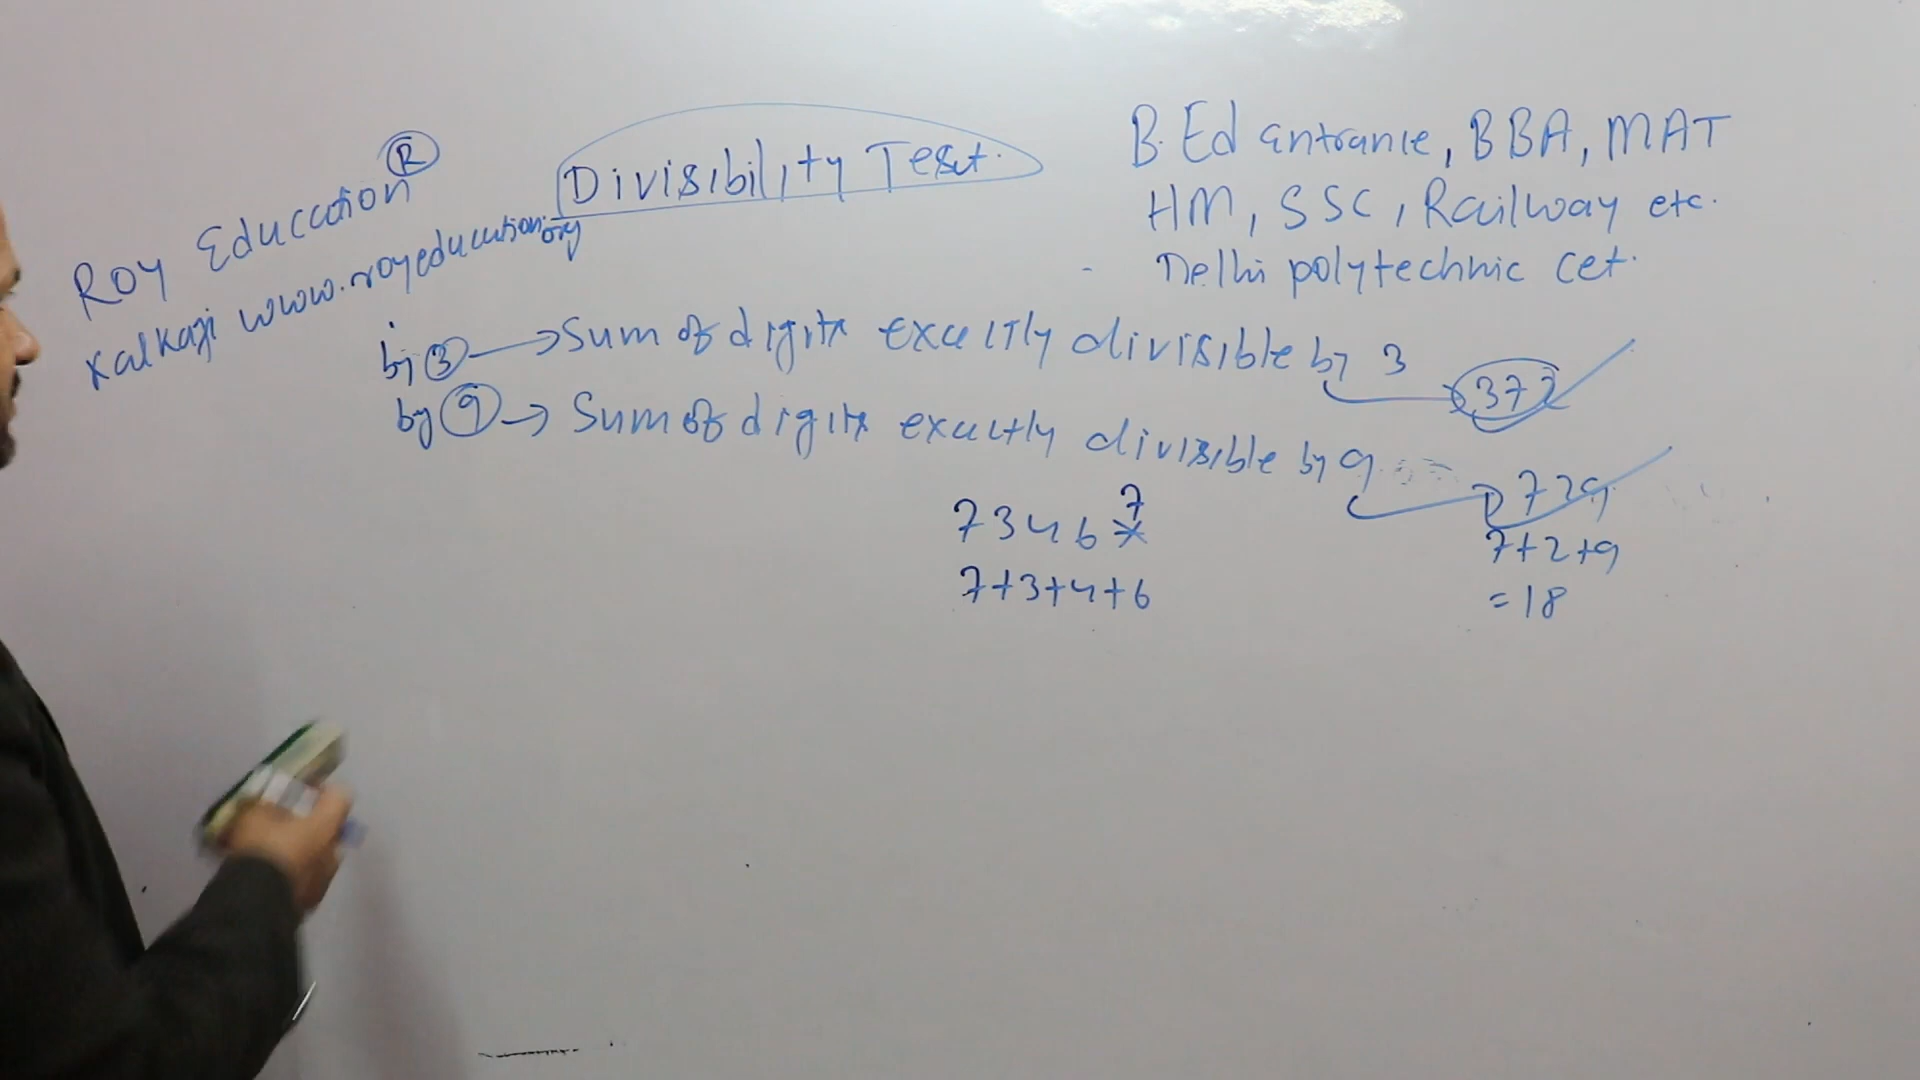 Roy Education ®
Kalkaji www.royeducation.org
Divisibility Test.
B.Ed entrance, BBA, MAT
HM, SSC, Railway etc.
Delhi polytechnic cet.
by 3 → Sum of digits exactly divisible by 3
372
by 9 → Sum of digits exactly divisible by 9
729
7+2+9
=18
7
7346*
7+3+4+6